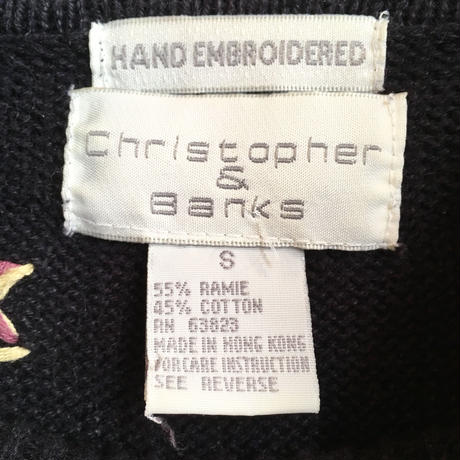 HAND EMBROIDERED
Christopher
&
Banks
S
55% RAMIE
45% COTTON
RN 63823
MADE IN HONG KONG
FOR CARE INSTRUCTION
SEE REVERSE